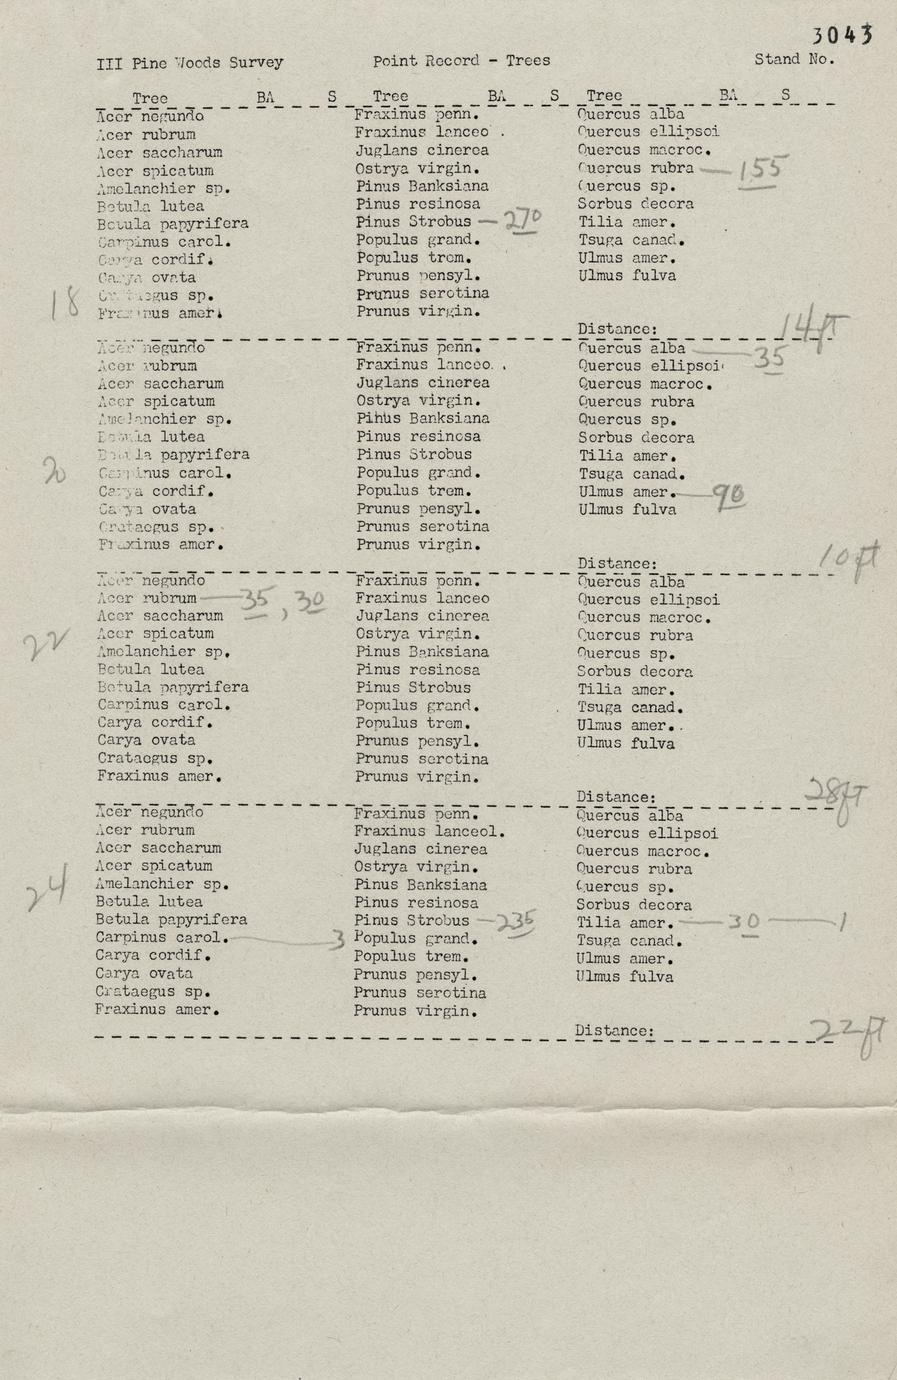 3043
III Pine Woods Survey Point Record - Trees Stand No.
Tree BA S Tree BA S Tree BA S
Acer negundo Fraxinus penn. Quercus alba
Acer rubrum Fraxinus lanceo . Quercus ellipsoi
Acer saccharum Juglans cinerea Quercus macroc.
Acer spicatum Ostrya virgin. Quercus rubra — 155
Amelanchier sp. Pinus Banksiana Quercus sp.
Betula lutea Pinus resinosa Sorbus decora
Betula papyrifera Pinus Strobus — 270 Tilia amer.
Carpinus carol. Populus grand. Tsuga canad.
Carya cordif. Populus trem. Ulmus amer.
Carya ovata Prunus pensyl. Ulmus fulva
18 Crataegus sp. Prunus serotina
Fraxinus amer. Prunus virgin.
Distance: 14ft
Acer negundo Fraxinus penn. Quercus alba — 35
Acer rubrum Fraxinus lanceo. . Quercus ellipsoi
Acer saccharum Juglans cinerea Quercus macroc.
Acer spicatum Ostrya virgin. Quercus rubra
Amelanchier sp. Pinus Banksiana Quercus sp.
Betula lutea Pinus resinosa Sorbus decora
Betula papyrifera Pinus Strobus Tilia amer.
20 Carpinus carol. Populus grand. Tsuga canad.
Carya cordif. Populus trem. Ulmus amer. — 90
Carya ovata Prunus pensyl. Ulmus fulva
Crataegus sp. Prunus serotina
Fraxinus amer. Prunus virgin.
Distance: 10ft
Acer negundo Fraxinus penn. Quercus alba
Acer rubrum — 35, 30 Fraxinus lanceo Quercus ellipsoi
Acer saccharum Juglans cinerea Quercus macroc.
22 Acer spicatum Ostrya virgin. Quercus rubra
Amelanchier sp. Pinus Banksiana Quercus sp.
Betula lutea Pinus resinosa Sorbus decora
Betula papyrifera Pinus Strobus Tilia amer.
Carpinus carol. Populus grand. Tsuga canad.
Carya cordif. Populus trem. Ulmus amer..
Carya ovata Prunus pensyl. Ulmus fulva
Crataegus sp. Prunus serotina
Fraxinus amer. Prunus virgin.
Distance: 28ft
Acer negundo Fraxinus penn. Quercus alba
Acer rubrum Fraxinus lanceol. Quercus ellipsoi
Acer saccharum Juglans cinerea Quercus macroc.
Acer spicatum Ostrya virgin. Quercus rubra
24 Amelanchier sp. Pinus Banksiana Quercus sp.
Betula lutea Pinus resinosa Sorbus decora
Betula papyrifera Pinus Strobus — 235 Tilia amer. — 30 — 1
Carpinus carol. — 3 Populus grand. Tsuga canad.
Carya cordif. Populus trem. Ulmus amer.
Carya ovata Prunus pensyl. Ulmus fulva
Crataegus sp. Prunus serotina
Fraxinus amer. Prunus virgin.
Distance: 22ft